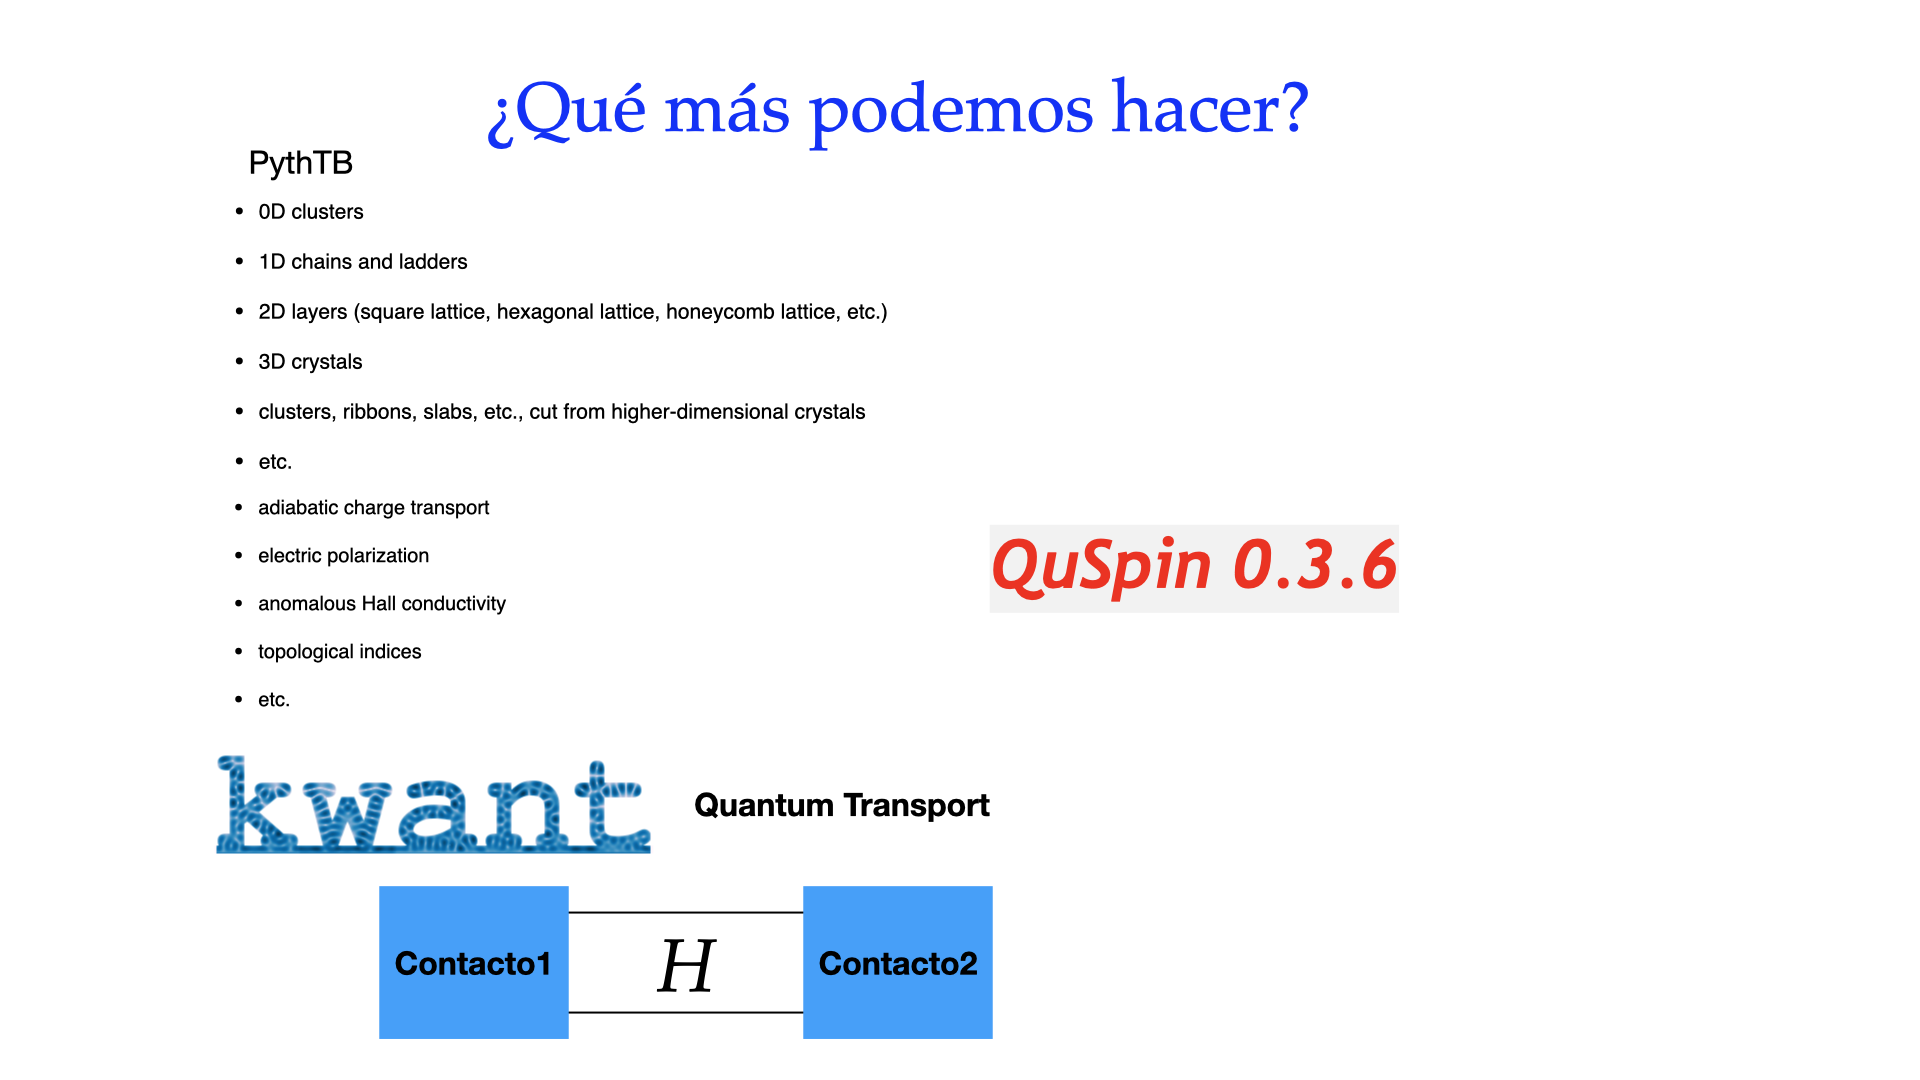 ¿Qué más podemos hacer?
PythTB
• 0D clusters
• 1D chains and ladders
• 2D layers (square lattice, hexagonal lattice, honeycomb lattice, etc.)
• 3D crystals
• clusters, ribbons, slabs, etc., cut from higher-dimensional crystals
• etc.
• adiabatic charge transport
• electric polarization
• anomalous Hall conductivity
• topological indices
• etc.
QuSpin 0.3.6
kwant
Quantum Transport
Contacto1
H
Contacto2